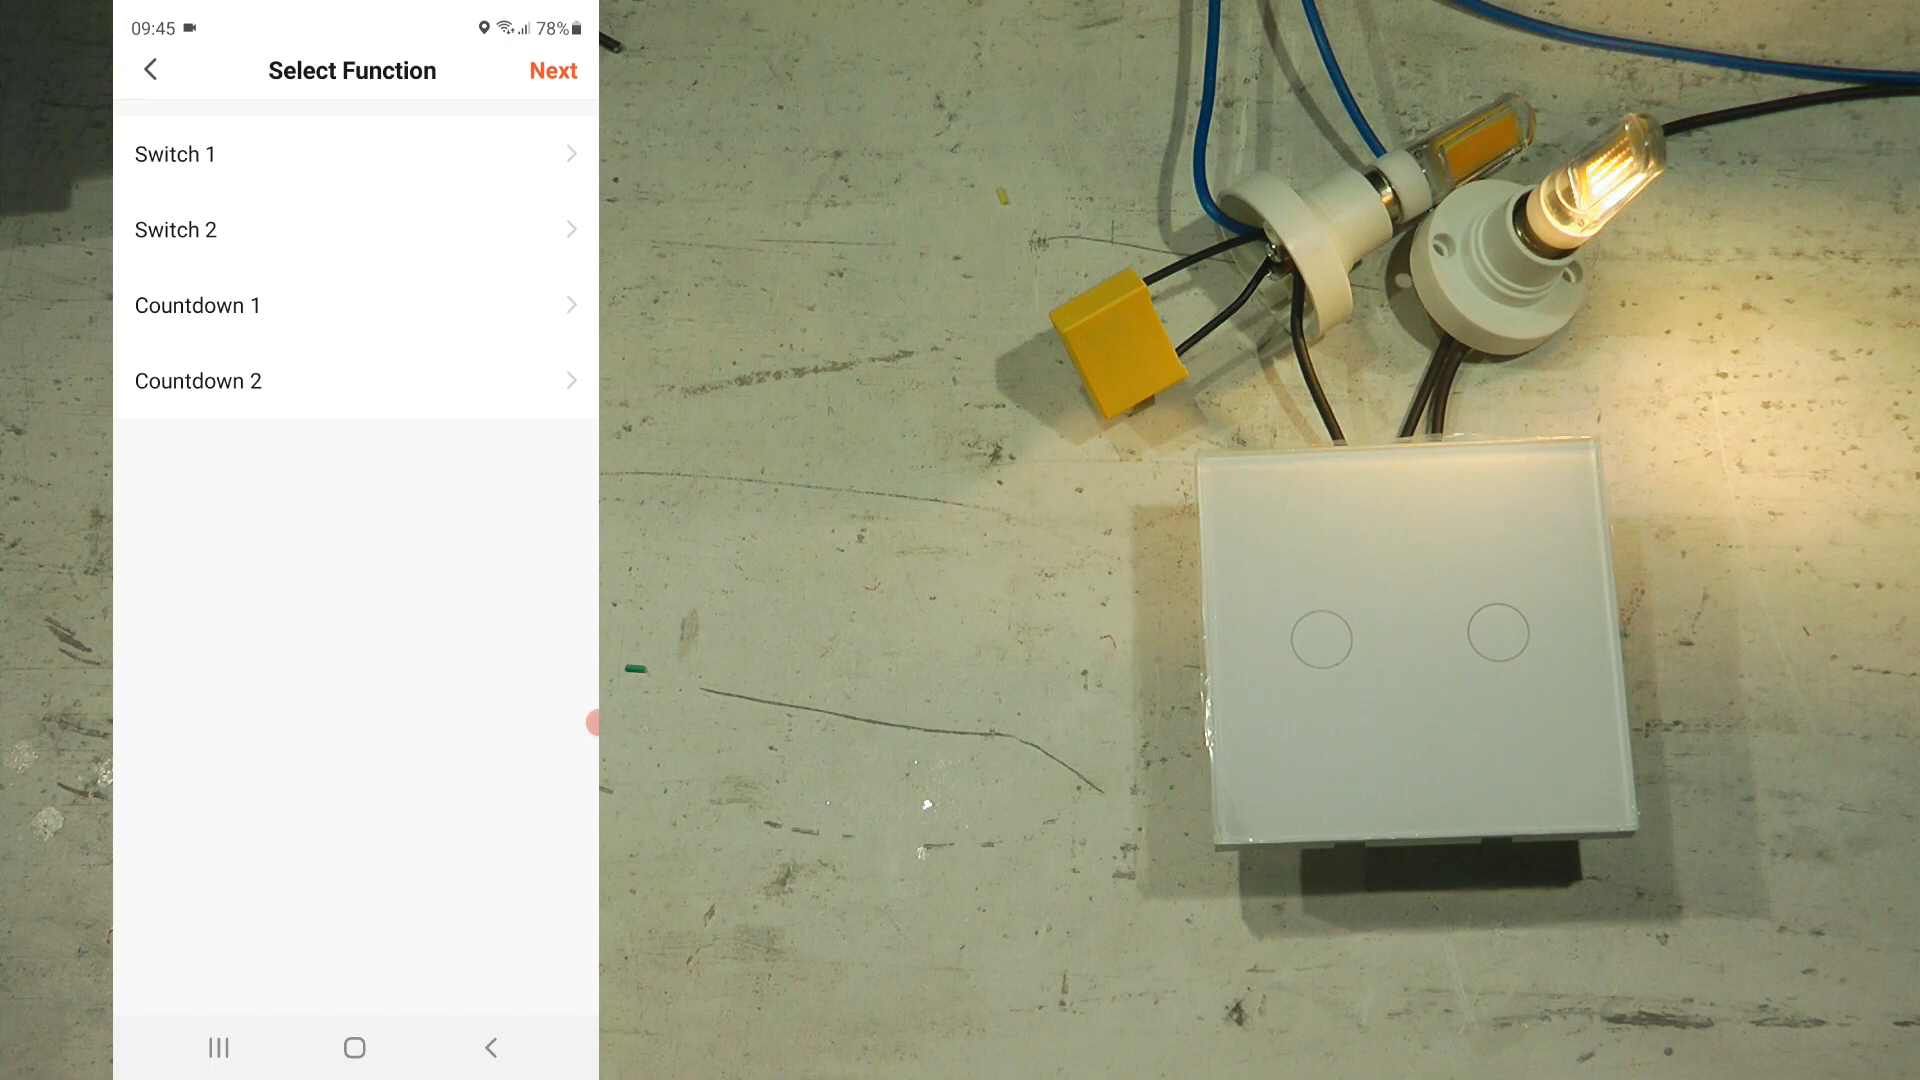 09:45 78%
Select Function Next
Switch 1
Switch 2
Countdown 1
Countdown 2